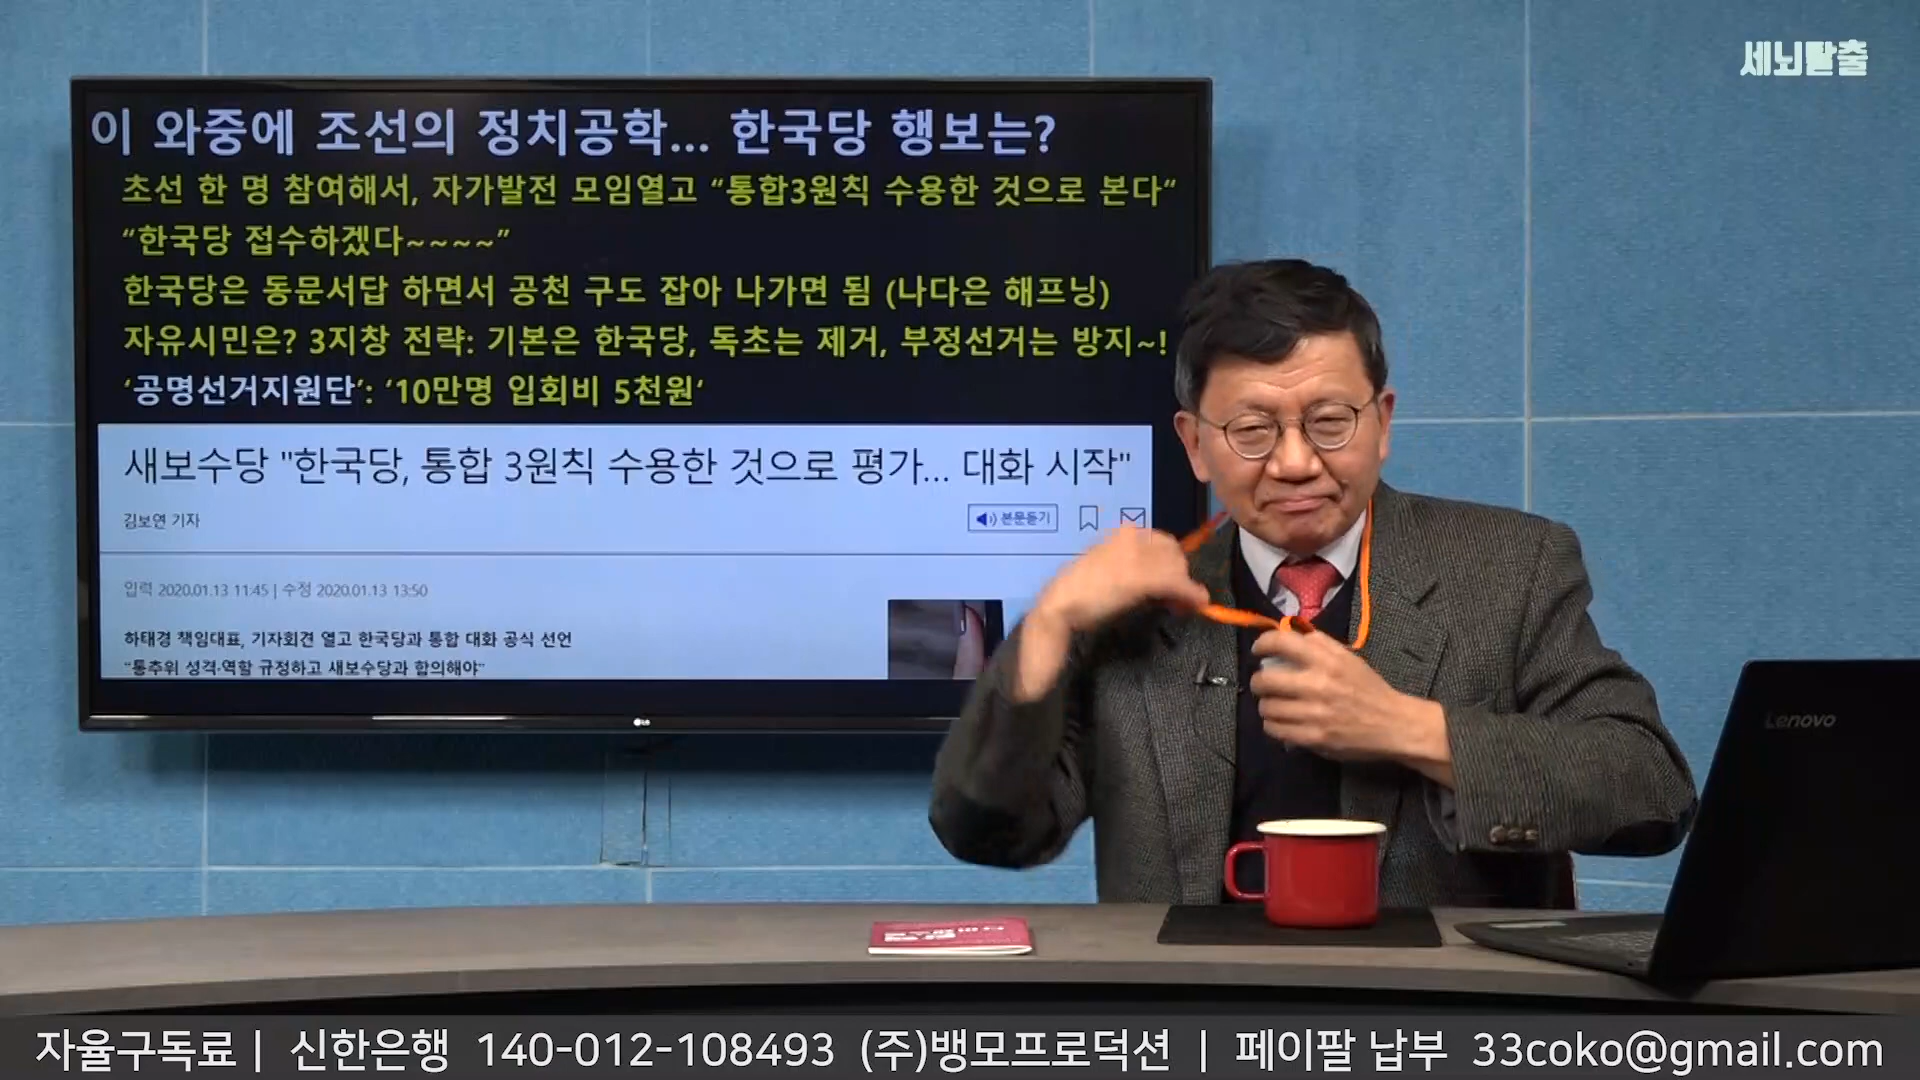 세뇌탈출
이 와중에 조선의 정치공학... 한국당 행보는?
초선 한 명 참여해서, 자가발전 모임열고 “통합3원칙 수용한 것으로 본다“
“한국당 접수하겠다~~~~”
한국당은 동문서답 하면서 공천 구도 잡아 나가면 됨 (나다은 해프닝)
자유시민은? 3지창 전략: 기본은 한국당, 독초는 제거, 부정선거는 방지~!
‘공명선거지원단’: ‘10만명 입회비 5천원‘
새보수당 "한국당, 통합 3원칙 수용한 것으로 평가... 대화 시작"
김보연 기자
본문듣기
입력 2020.01.13 11:45 | 수정 2020.01.13 13:50
하태경 책임대표, 기자회견 열고 한국당과 통합 대화 공식 선언
"통추위 성격·역할 규정하고 새보수당과 합의해야"
LG
Lenovo
자율구독료 | 신한은행 140-012-108493 (주)뱅모프로덕션 | 페이팔 납부 33coko@gmail.com